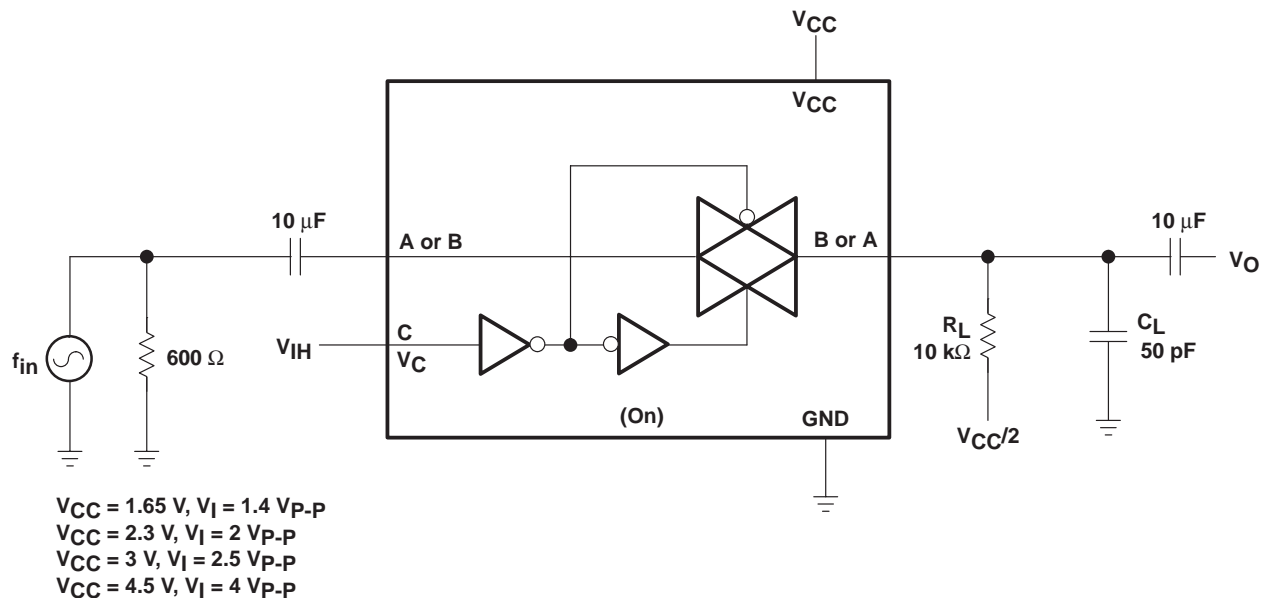 VCC
VCC
10 μF
A or B
B or A
10 μF
VO
fin
600 Ω
VIH
C
VC
RL
10 kΩ
CL
50 pF
(On)
GND
VCC/2
VCC = 1.65 V, VI = 1.4 VP-P
VCC = 2.3 V, VI = 2 VP-P
VCC = 3 V, VI = 2.5 VP-P
VCC = 4.5 V, VI = 4 VP-P